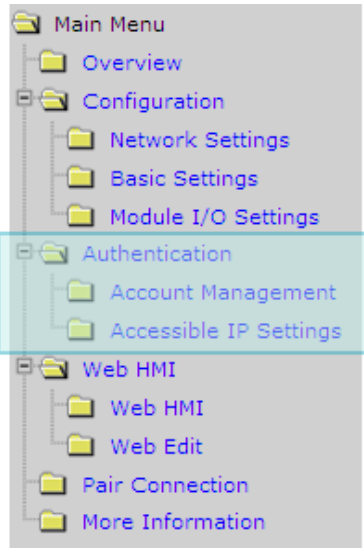 Main Menu
Overview
Configuration
Network Settings
Basic Settings
Module I/O Settings
Authentication
Account Management
Accessible IP Settings
Web HMI
Web HMI
Web Edit
Pair Connection
More Information